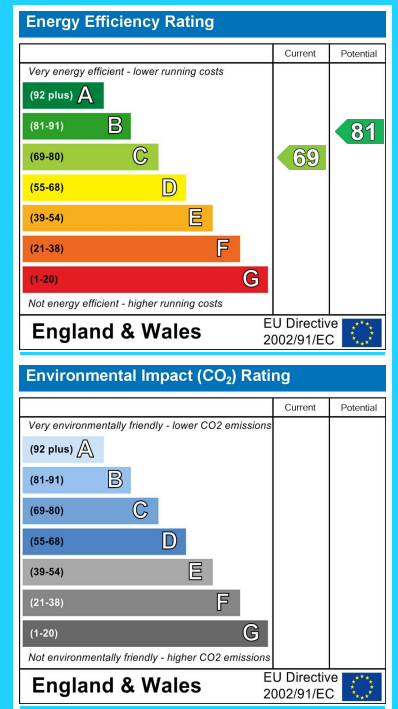 Energy Efficiency Rating
Current Potential
Very energy efficient - lower running costs
(92 plus) A
(81-91) B
81
(69-80) C
69
(55-68) D
(39-54) E
(21-38) F
(1-20) G
Not energy efficient - higher running costs
England & Wales
EU Directive
2002/91/EC
Environmental Impact (CO₂) Rating
Current Potential
Very environmentally friendly - lower CO2 emissions
(92 plus) A
(81-91) B
(69-80) C
(55-68) D
(39-54) E
(21-38) F
(1-20) G
Not environmentally friendly - higher CO2 emissions
England & Wales
EU Directive
2002/91/EC